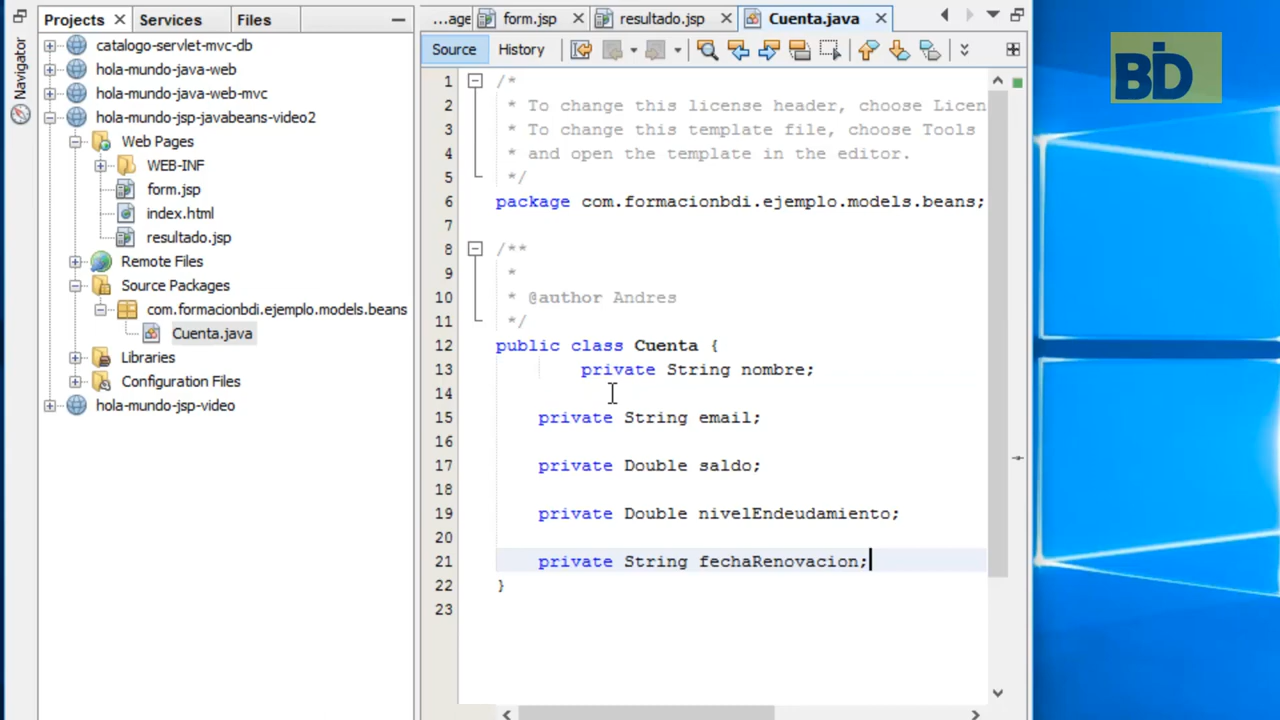 Navigator
Projects
Services
Files
catalogo-servlet-mvc-db
hola-mundo-java-web
hola-mundo-java-web-mvc
hola-mundo-jsp-javabeans-video2
Web Pages
WEB-INF
form.jsp
index.html
resultado.jsp
Remote Files
Source Packages
com.formacionbdi.ejemplo.models.beans
Cuenta.java
Libraries
Configuration Files
hola-mundo-jsp-video
...age form.jsp resultado.jsp Cuenta.java
Source History
1 /*
2 * To change this license header, choose Licen
3 * To change this template file, choose Tools
4 * and open the template in the editor.
5 */
6 package com.formacionbdi.ejemplo.models.beans;
7
8 /**
9 *
10 * @author Andres
11 */
12 public class Cuenta {
13 private String nombre;
14
15 private String email;
16
17 private Double saldo;
18
19 private Double nivelEndeudamiento;
20
21 private String fechaRenovacion;
22 }
23
BDI